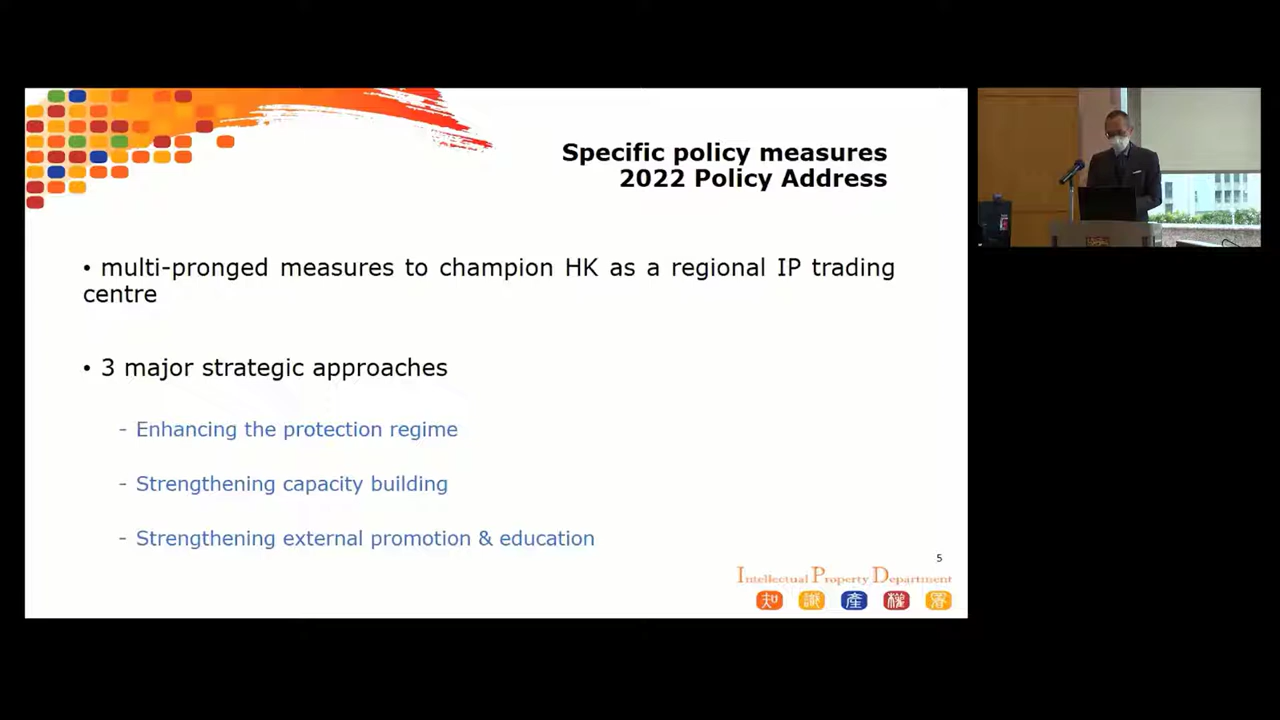 Specific policy measures
2022 Policy Address
• multi-pronged measures to champion HK as a regional IP trading
centre
• 3 major strategic approaches
- Enhancing the protection regime
- Strengthening capacity building
- Strengthening external promotion & education
5
Intellectual Property Department
知 識 產 權 署